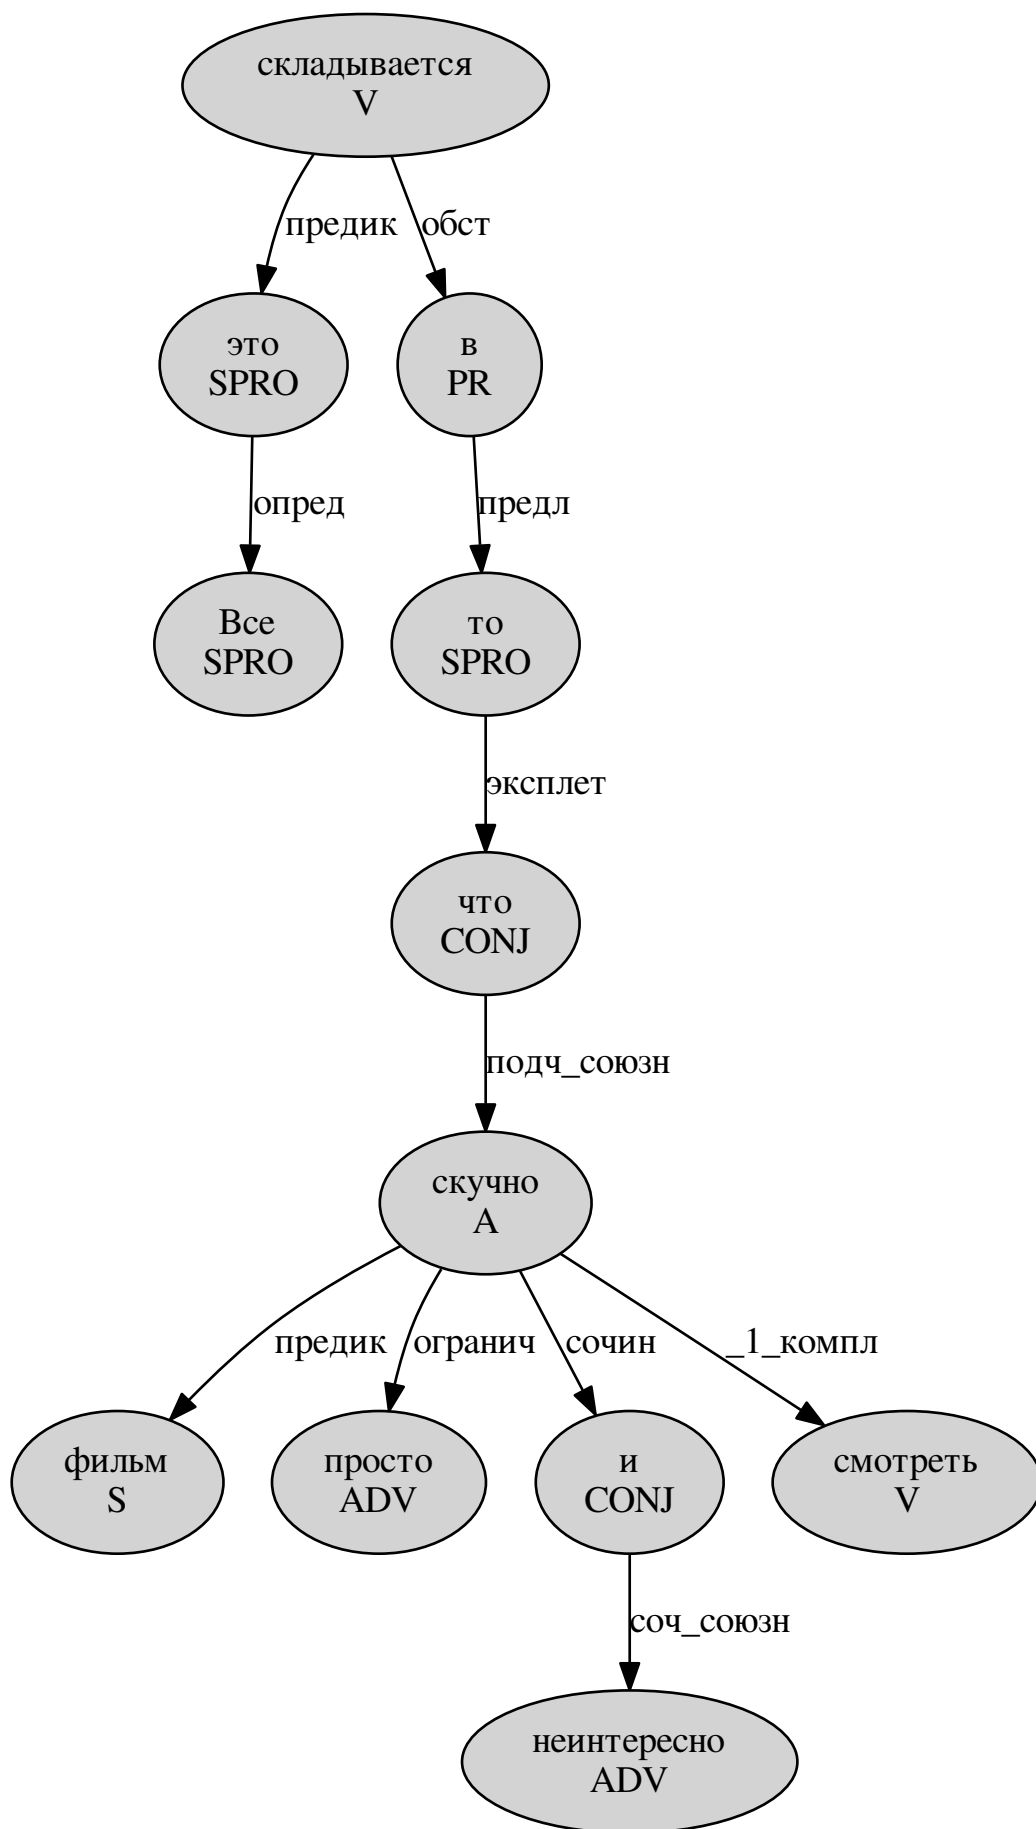 складывается
V
предик
обст
это
SPRO
в
PR
опред
предл
Все
SPRO
то
SPRO
эксплет
что
CONJ
подч_союзн
скучно
A
предик
огранич
сочин
_1_компл
фильм
S
просто
ADV
и
CONJ
смотреть
V
соч_союзн
неинтересно
ADV